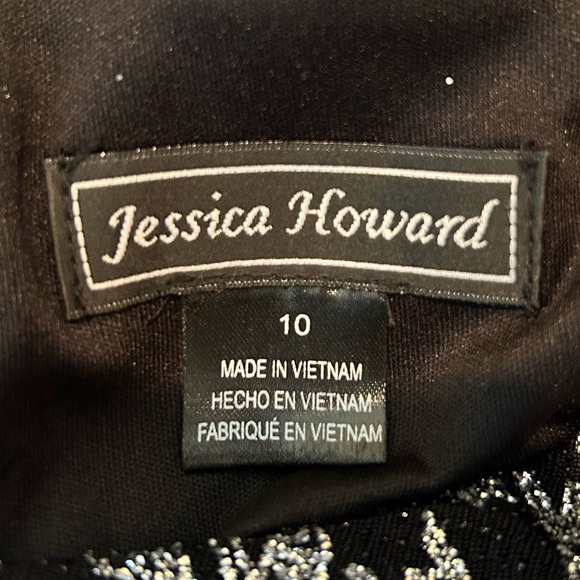 Jessica Howard
10
MADE IN VIETNAM
HECHO EN VIETNAM
FABRIQUÉ EN VIETNAM